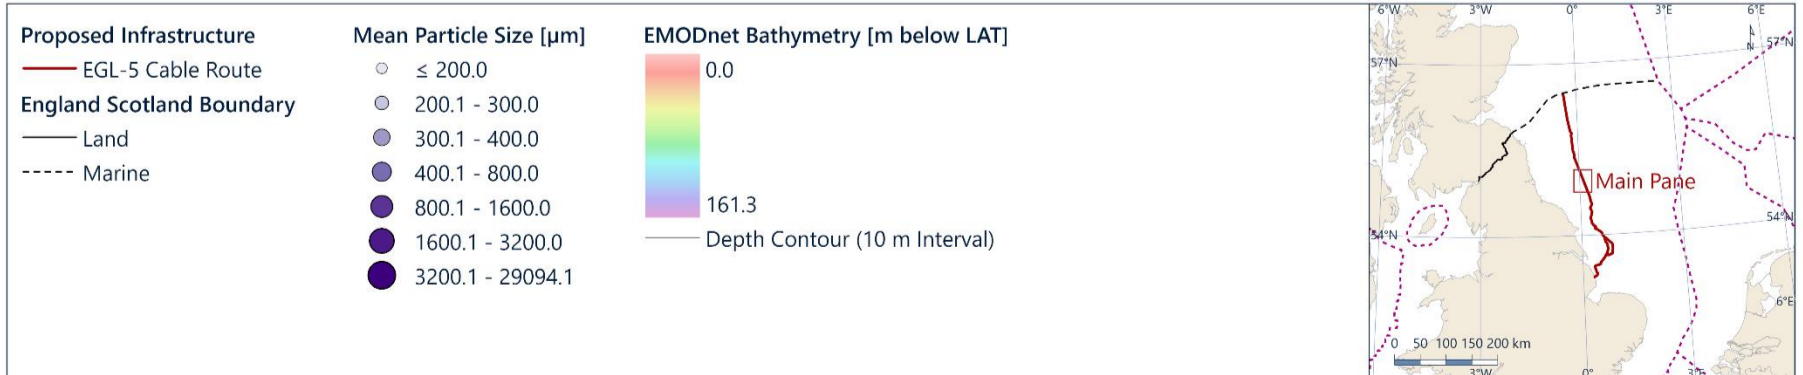 Proposed Infrastructure
EGL-5 Cable Route
England Scotland Boundary
Land
Marine
Mean Particle Size [µm]
≤ 200.0
200.1 - 300.0
300.1 - 400.0
400.1 - 800.0
800.1 - 1600.0
1600.1 - 3200.0
3200.1 - 29094.1
EMODnet Bathymetry [m below LAT]
0.0
161.3
Depth Contour (10 m Interval)
6°W 3°W 0° 3°E 6°E
N
57°N
57°N
Main Pane
54°N
54°N
6°E
0 50 100 150 200 km
3°W 0° 3°E